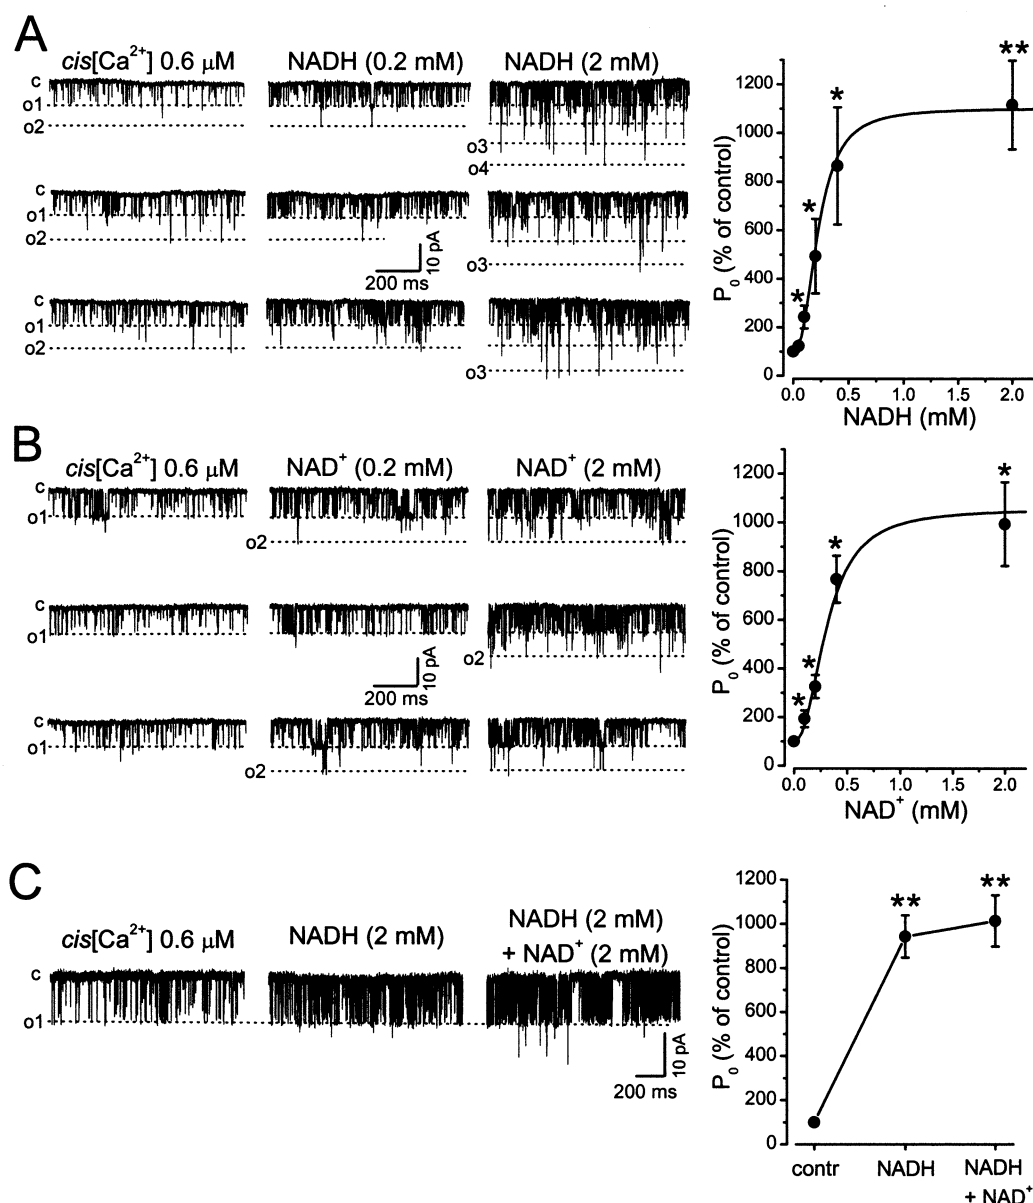 A
cis[Ca²⁺] 0.6 µM
NADH (0.2 mM)
NADH (2 mM)
c
o1
o2
o3
o4
c
o1
o2
o3
10 pA
200 ms
c
o1
o2
o3
**
*
*
*
1200
1000
800
600
400
200
0
P₀ (% of control)
0.0 0.5 1.0 1.5 2.0
NADH (mM)
B
cis[Ca²⁺] 0.6 µM
NAD⁺ (0.2 mM)
NAD⁺ (2 mM)
c
o1
o2
c
o1
o2
10 pA
200 ms
c
o1
o2
*
*
*
*
1200
1000
800
600
400
200
0
P₀ (% of control)
0.0 0.5 1.0 1.5 2.0
NAD⁺ (mM)
C
cis[Ca²⁺] 0.6 µM
NADH (2 mM)
NADH (2 mM)
+ NAD⁺ (2 mM)
c
o1
10 pA
200 ms
**
**
1200
1000
800
600
400
200
0
P₀ (% of control)
contr
NADH
NADH
+ NAD⁺